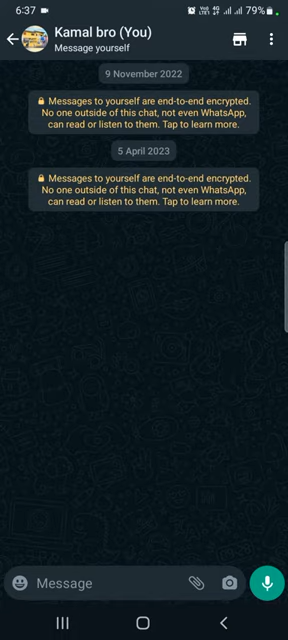 6:37 79%
Kamal bro (You)
Message yourself
9 November 2022
Messages to yourself are end-to-end encrypted.
No one outside of this chat, not even WhatsApp,
can read or listen to them. Tap to learn more.
5 April 2023
Messages to yourself are end-to-end encrypted.
No one outside of this chat, not even WhatsApp,
can read or listen to them. Tap to learn more.
Message